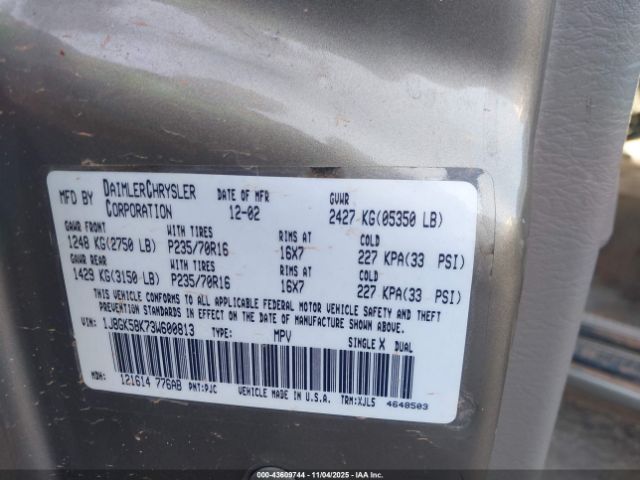 MFD BY DAIMLERCHRYSLER CORPORATION DATE OF MFR 12-02 GVWR 2427 KG(05350 LB)
GAWR FRONT WITH TIRES RIMS AT COLD
1248 KG(2750 LB) P235/70R16 16X7 227 KPA(33 PSI)
GAWR REAR WITH TIRES RIMS AT COLD
1429 KG(3150 LB) P235/70R16 16X7 227 KPA(33 PSI)
THIS VEHICLE CONFORMS TO ALL APPLICABLE FEDERAL MOTOR VEHICLE SAFETY AND THEFT
PREVENTION STANDARDS IN EFFECT ON THE DATE OF MANUFACTURE SHOWN ABOVE.
VIN: 1J8GK58K73W600813 TYPE: MPV SINGLE X DUAL
MDH: 121614 776AB PNT:PJC VEHICLE MADE IN U.S.A. TRM:XJL5 4648503
000-43609744 - 11/04/2025 - IAAI.COM